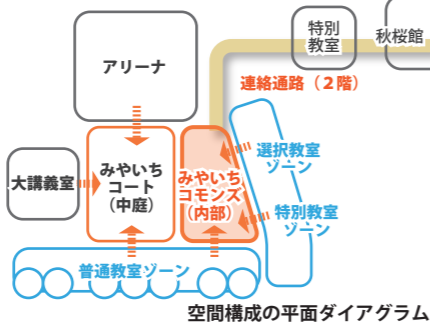 特別
教室
秋桜館
アリーナ
連絡通路（２階）
大講義室
みやいち
コート
（中庭）
みやいち
コモンズ
（内部）
選択教室
ゾーン
特別教室
ゾーン
普通教室ゾーン
空間構成の平面ダイアグラム